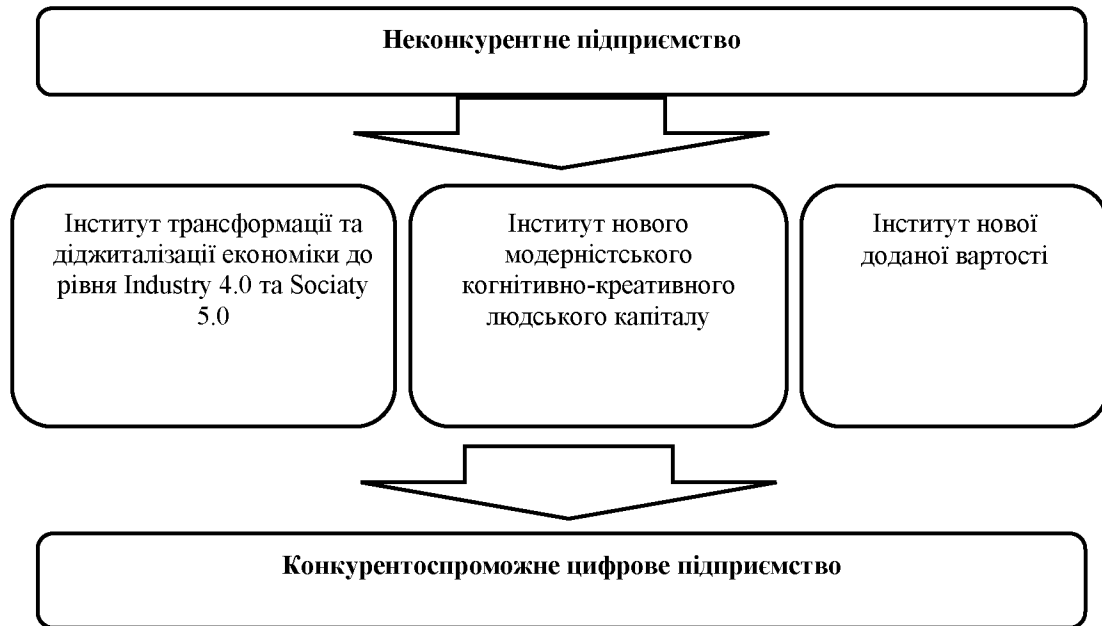 Неконкурентне підприємство
Інститут трансформації та
діджиталізації економіки до
рівня Industry 4.0 та Sociaty
5.0
Інститут нового
модерністського
когнітивно-креативного
людського капіталу
Інститут нової
доданої вартості
Конкурентоспроможне цифрове підприємство